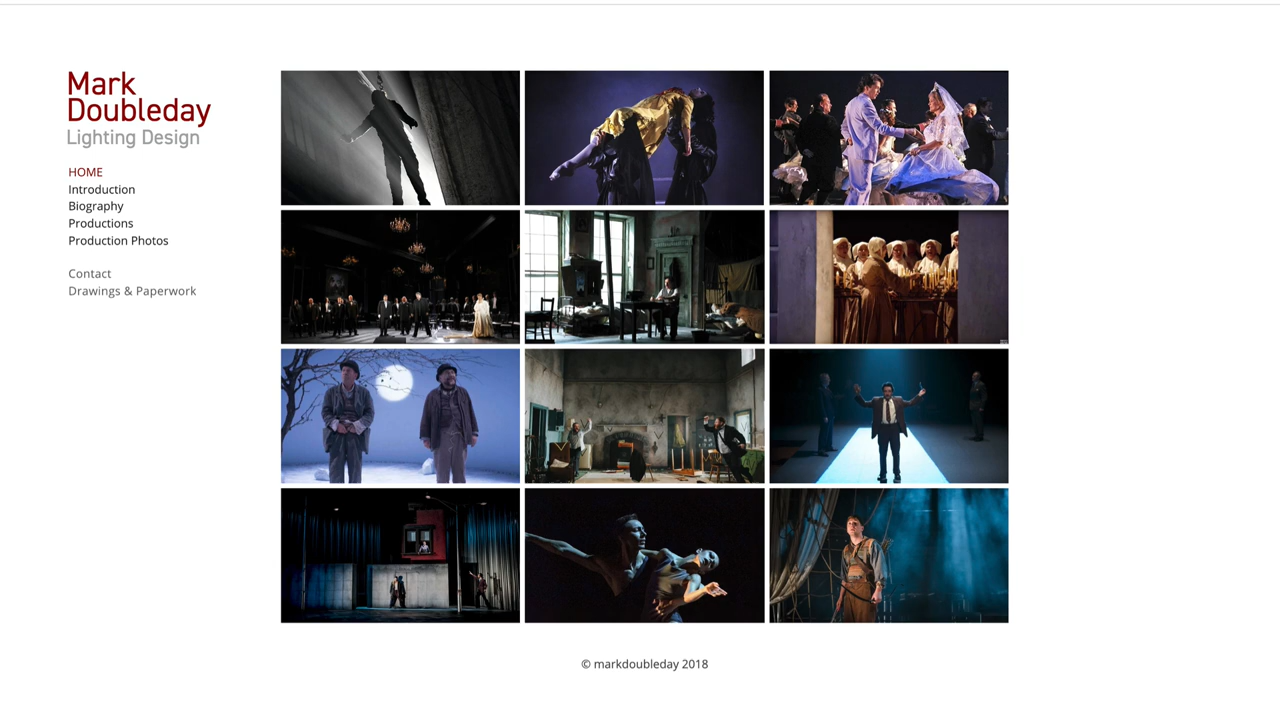 Mark
Doubleday
Lighting Design
HOME
Introduction
Biography
Productions
Production Photos
Contact
Drawings & Paperwork
© markdoubleday 2018